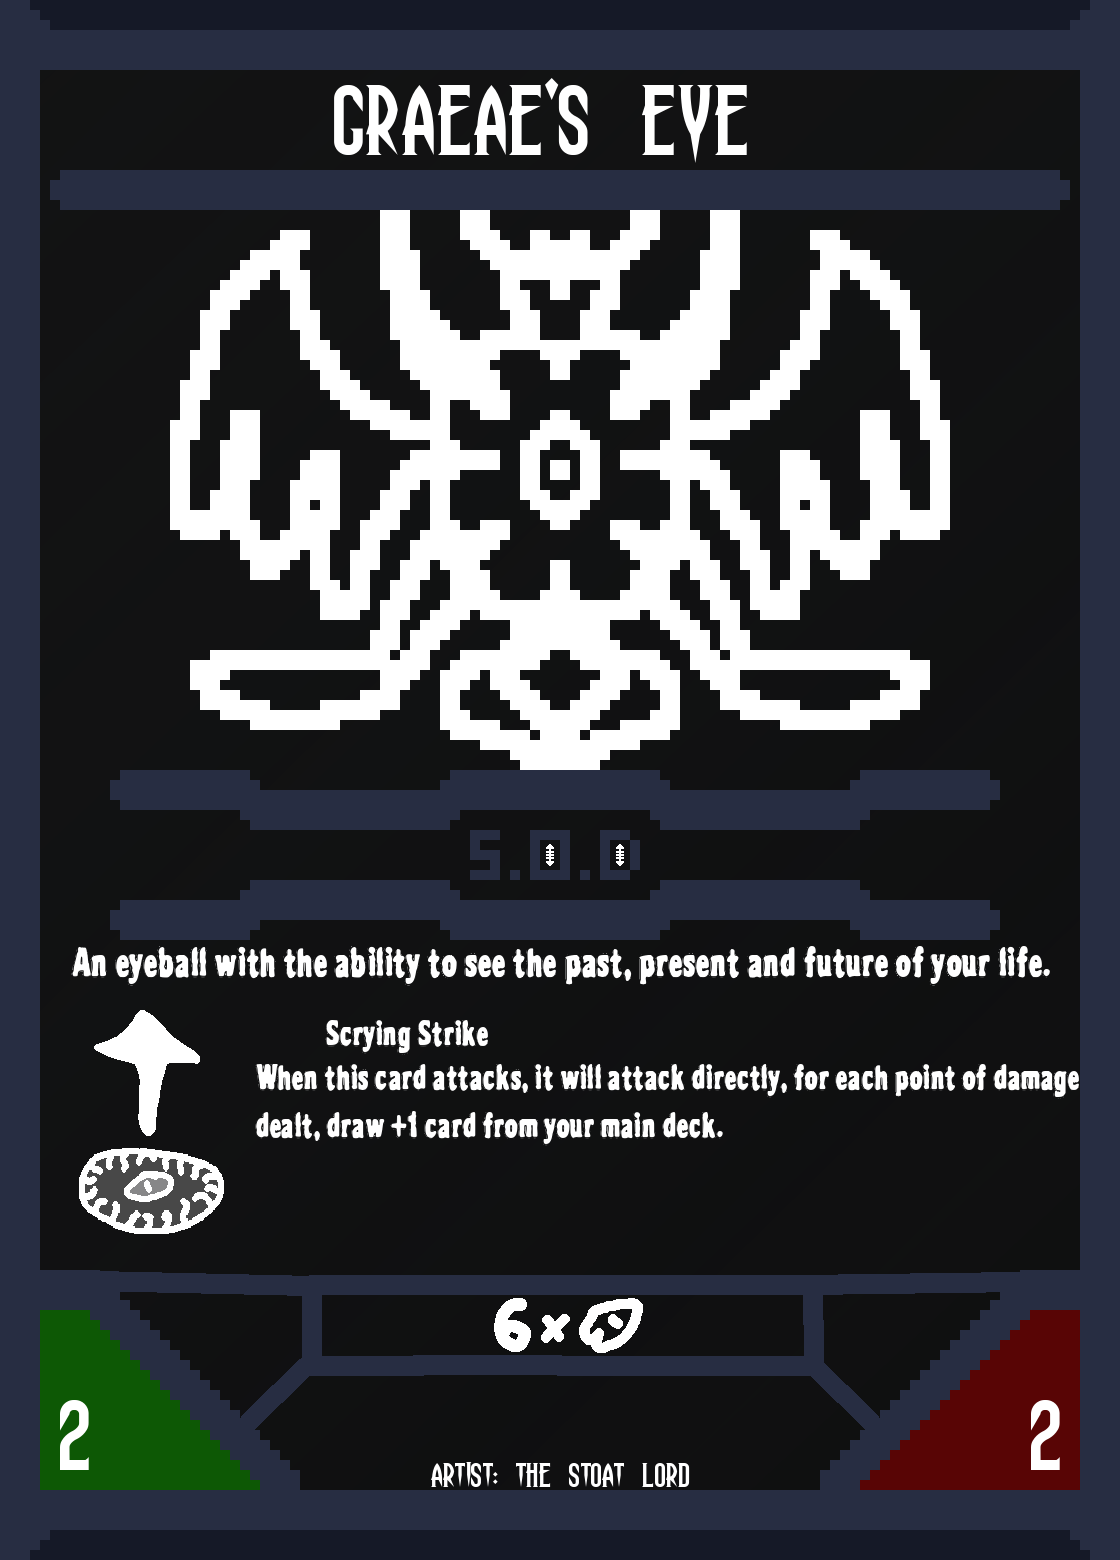 GRAEAE'S EYE
S.O.D
An eyeball with the ability to see the past, present and future of your life.
Scrying Strike
When this card attacks, it will attack directly, for each point of damage
dealt, draw +1 card from your main deck.
6x
2
2
ARTIST: THE STOAT LORD